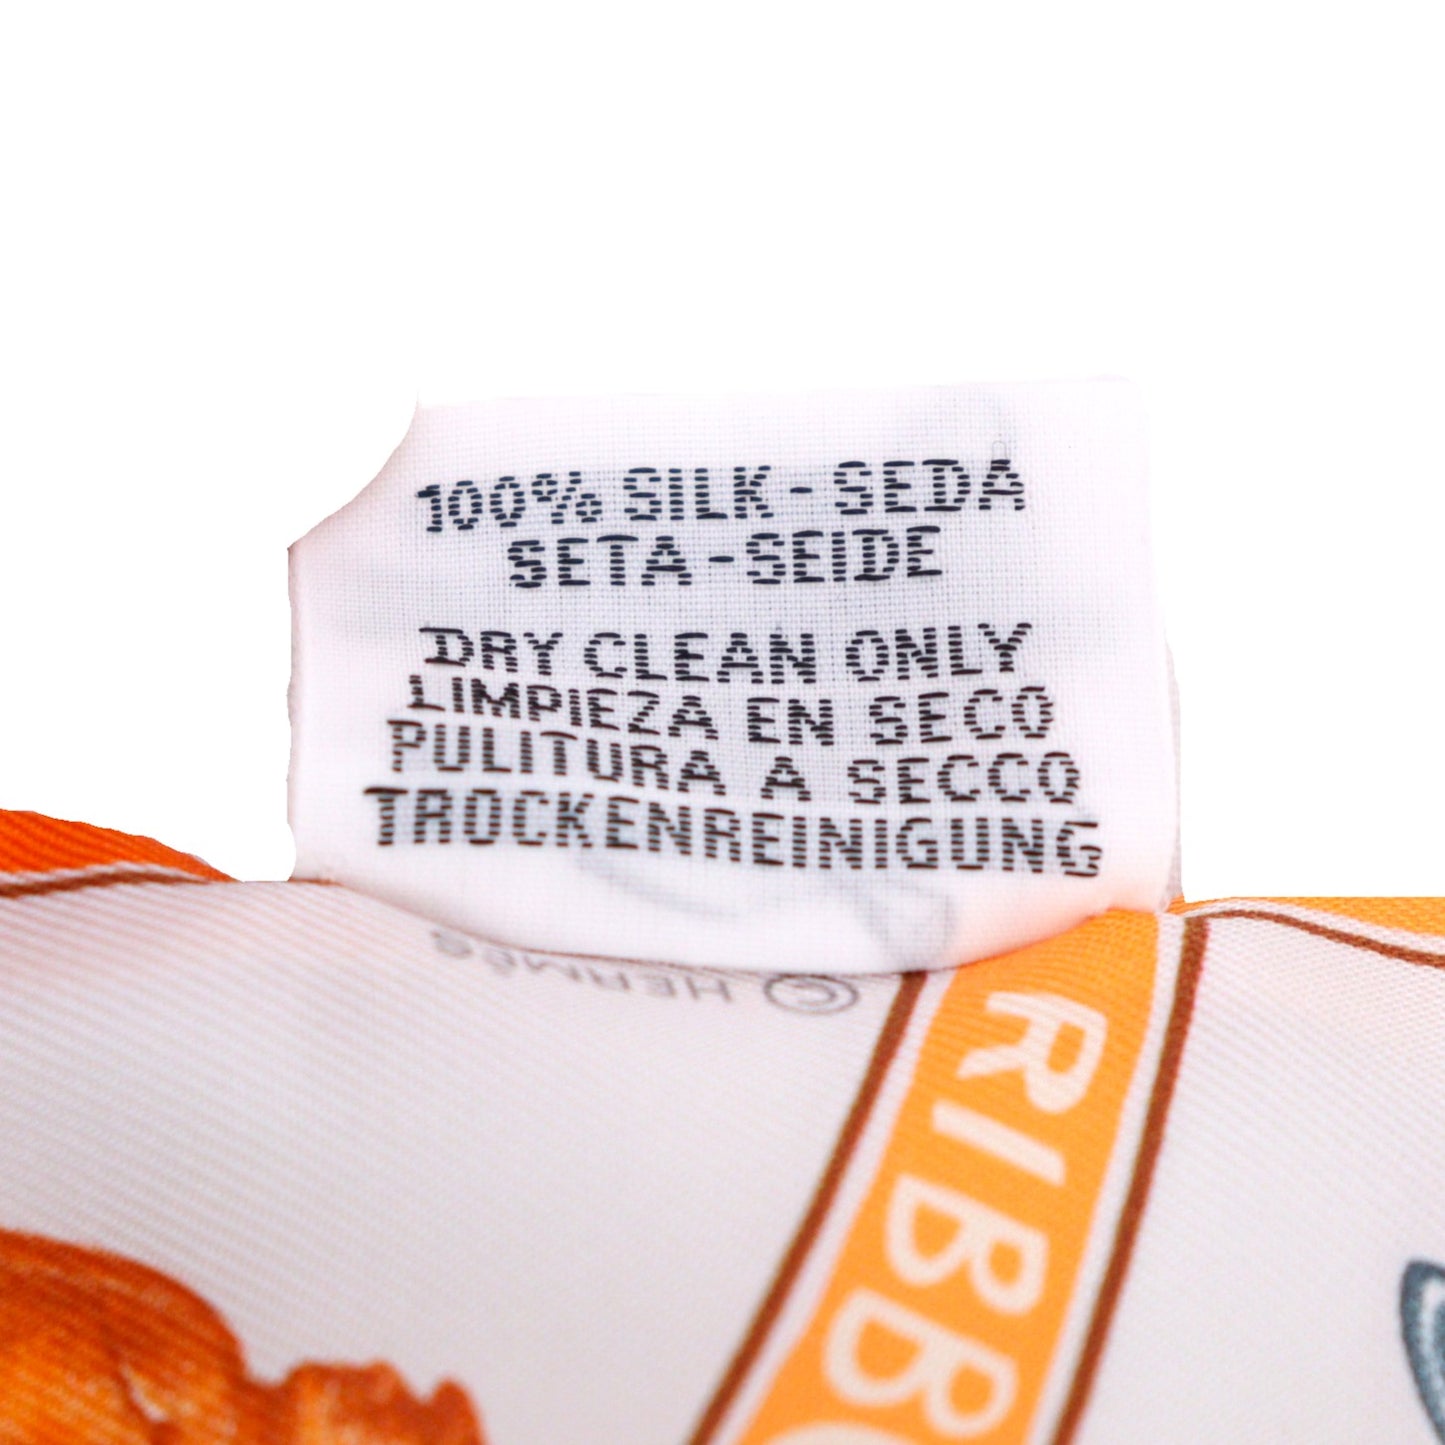 100% SILK - SEDA
SETA - SEIDE
DRY CLEAN ONLY
LIMPIEZA EN SECO
PULITURA A SECCO
TROCKENREINIGUNG
© HERMÈS
RIBB